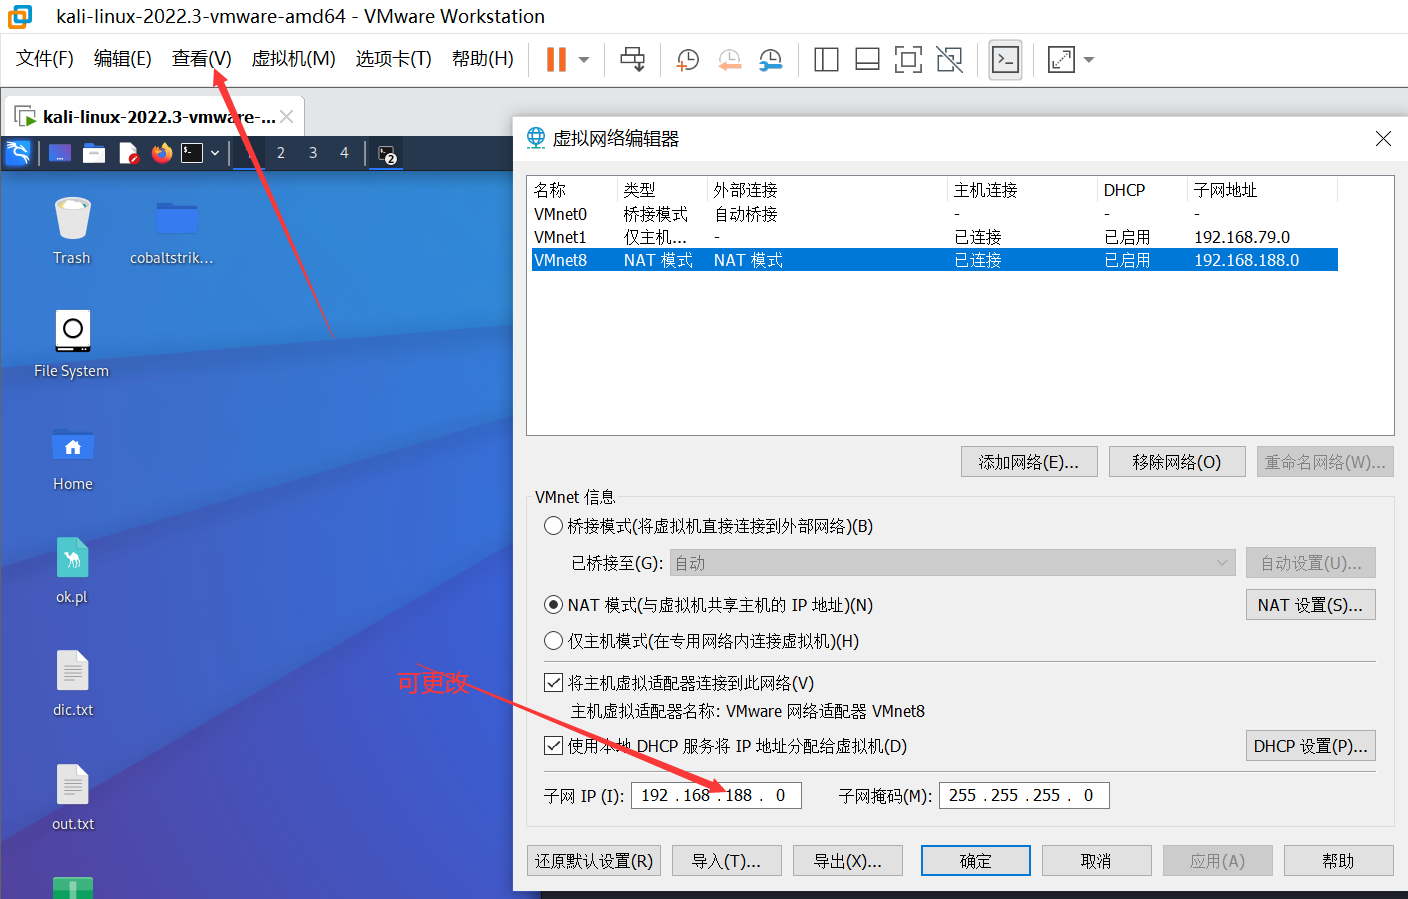 kali-linux-2022.3-vmware-amd64 - VMware Workstation
文件(F) 编辑(E) 查看(V) 虚拟机(M) 选项卡(T) 帮助(H)
kali-linux-2022.3-vmware-...
2 3 4 2
Trash
cobaltstrik...
File System
Home
ok.pl
dic.txt
out.txt
可更改
虚拟网络编辑器
名称 类型 外部连接 主机连接 DHCP 子网地址
VMnet0 桥接模式 自动桥接 - - -
VMnet1 仅主机... - 已连接 已启用 192.168.79.0
VMnet8 NAT 模式 NAT 模式 已连接 已启用 192.168.188.0
添加网络(E)... 移除网络(O) 重命名网络(W)...
VMnet 信息
桥接模式(将虚拟机直接连接到外部网络)(B)
已桥接至(G): 自动 自动设置(U)...
NAT 模式(与虚拟机共享主机的 IP 地址)(N) NAT 设置(S)...
仅主机模式(在专用网络内连接虚拟机)(H)
将主机虚拟适配器连接到此网络(V)
主机虚拟适配器名称: VMware 网络适配器 VMnet8
使用本地 DHCP 服务将 IP 地址分配给虚拟机(D) DHCP 设置(P)...
子网 IP (I): 192 . 168 . 188 . 0 子网掩码(M): 255 . 255 . 255 . 0
还原默认设置(R) 导入(T)... 导出(X)... 确定 取消 应用(A) 帮助